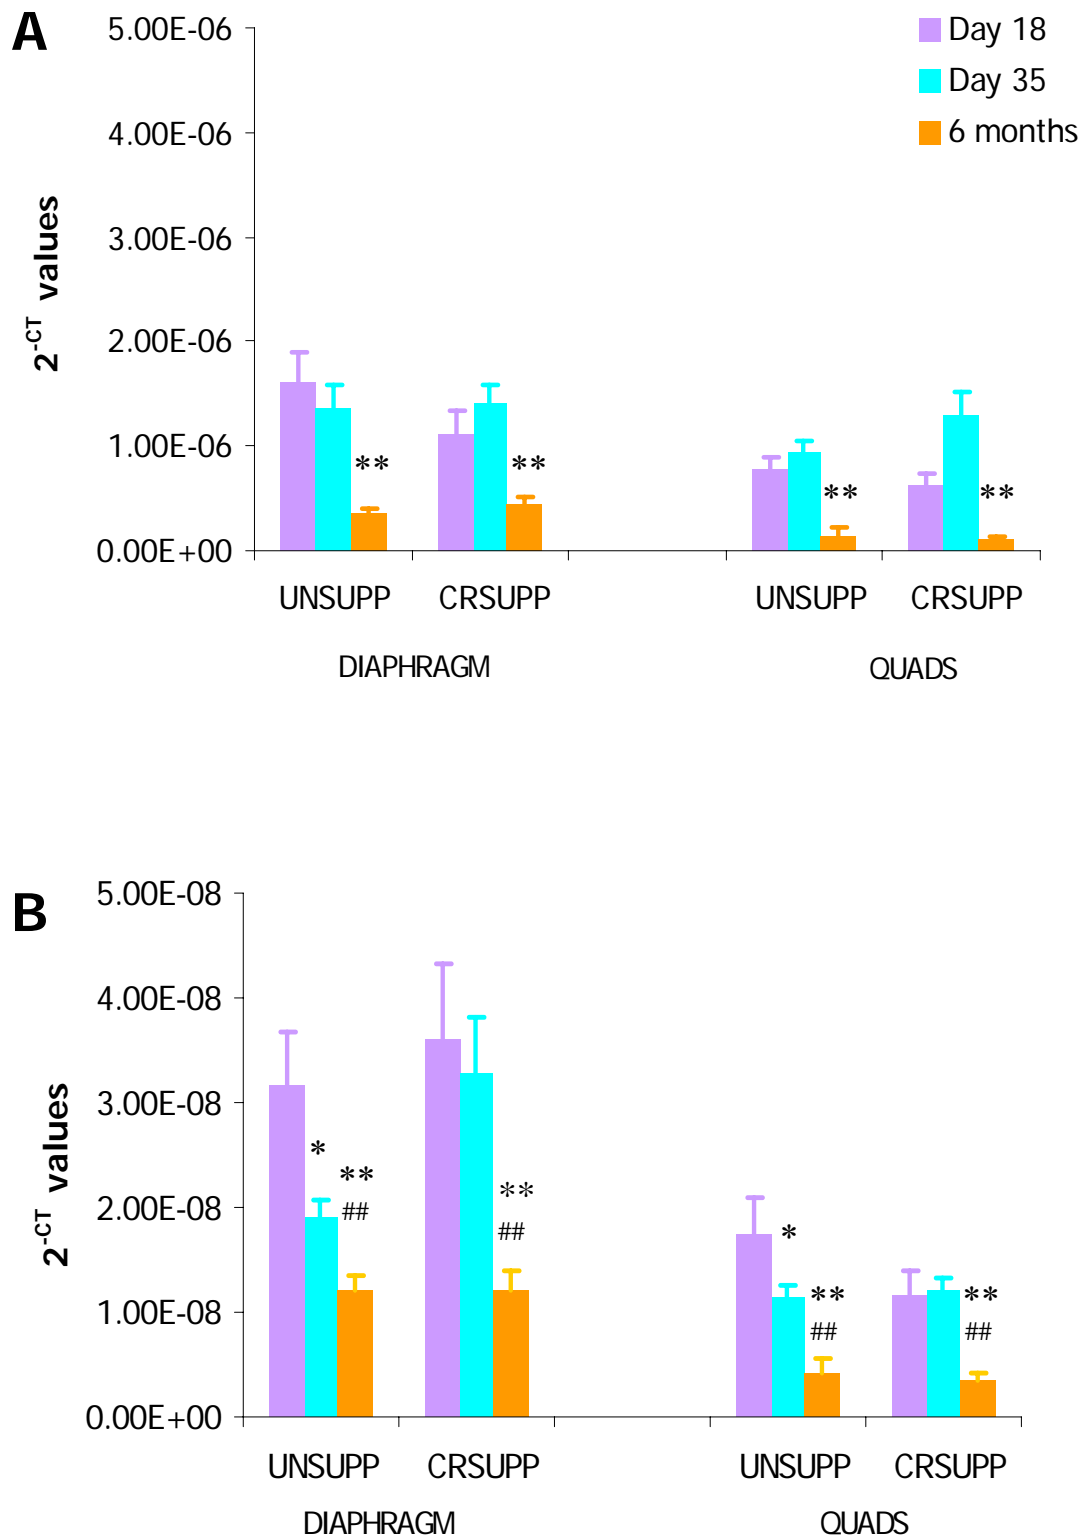 A
5.00E-06
4.00E-06
3.00E-06
2.00E-06
1.00E-06
0.00E+00
2-CT values
Day 18
Day 35
6 months
** ** ** **
UNSUPP CRSUPP UNSUPP CRSUPP
DIAPHRAGM QUADS
B
5.00E-08
4.00E-08
3.00E-08
2.00E-08
1.00E-08
0.00E+00
2-CT values
*
**
##
**
##
*
**
##
**
##
UNSUPP CRSUPP UNSUPP CRSUPP
DIAPHRAGM QUADS